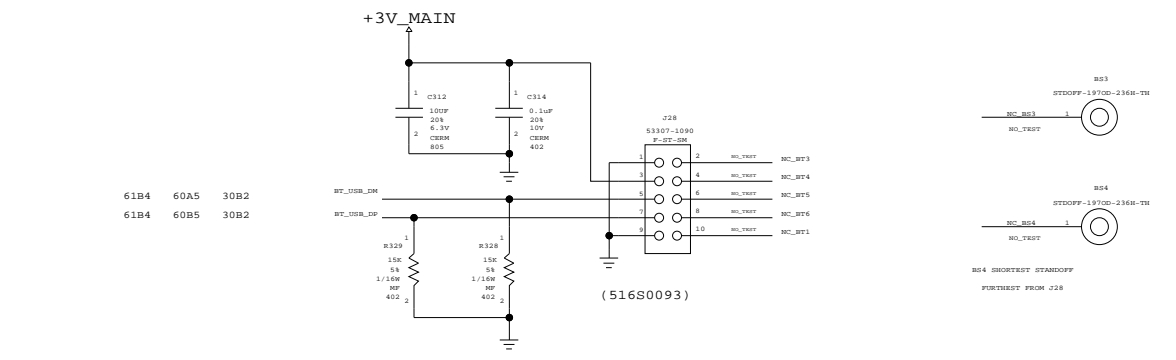 +3V_MAIN
1
C312
10UF
20%
6.3V
CERM
805
2
1
C314
0.1uF
20%
10V
CERM
402
2
J28
53307-1090
F-ST-SM
1
2
NO_TEST
NC_BT3
3
4
NO_TEST
NC_BT4
5
6
NO_TEST
NC_BT5
7
8
NO_TEST
NC_BT6
9
10
NO_TEST
NC_BT1
(516S0093)
61B4 60A5 30B2
BT_USB_DM
61B4 60B5 30B2
BT_USB_DP
1
R329
15K
5%
1/16W
MF
402
2
1
R328
15K
5%
1/16W
MF
402
2
BS3
STDOFF-197OD-236H-TH
NC_BS3
1
NO_TEST
BS4
STDOFF-197OD-236H-TH
NC_BS4
1
NO_TEST
BS4 SHORTEST STANDOFF
FURTHEST FROM J28